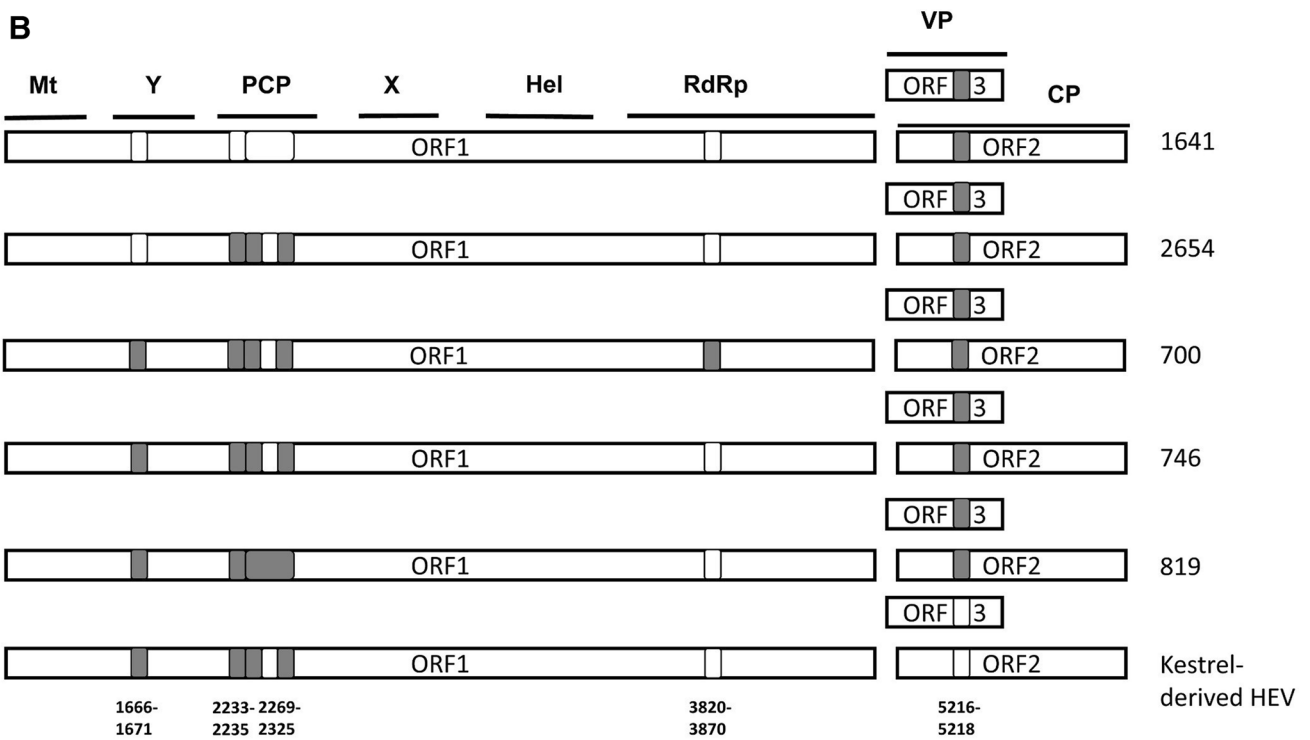 B
VP
Mt Y PCP X Hel RdRp
ORF 3
CP
ORF1 ORF2 1641
ORF 3
ORF1 ORF2 2654
ORF 3
ORF1 ORF2 700
ORF 3
ORF1 ORF2 746
ORF 3
ORF1 ORF2 819
ORF 3
ORF1 ORF2 Kestrel-
derived HEV
1666- 2233- 2269- 3820- 5216-
1671 2235 2325 3870 5218